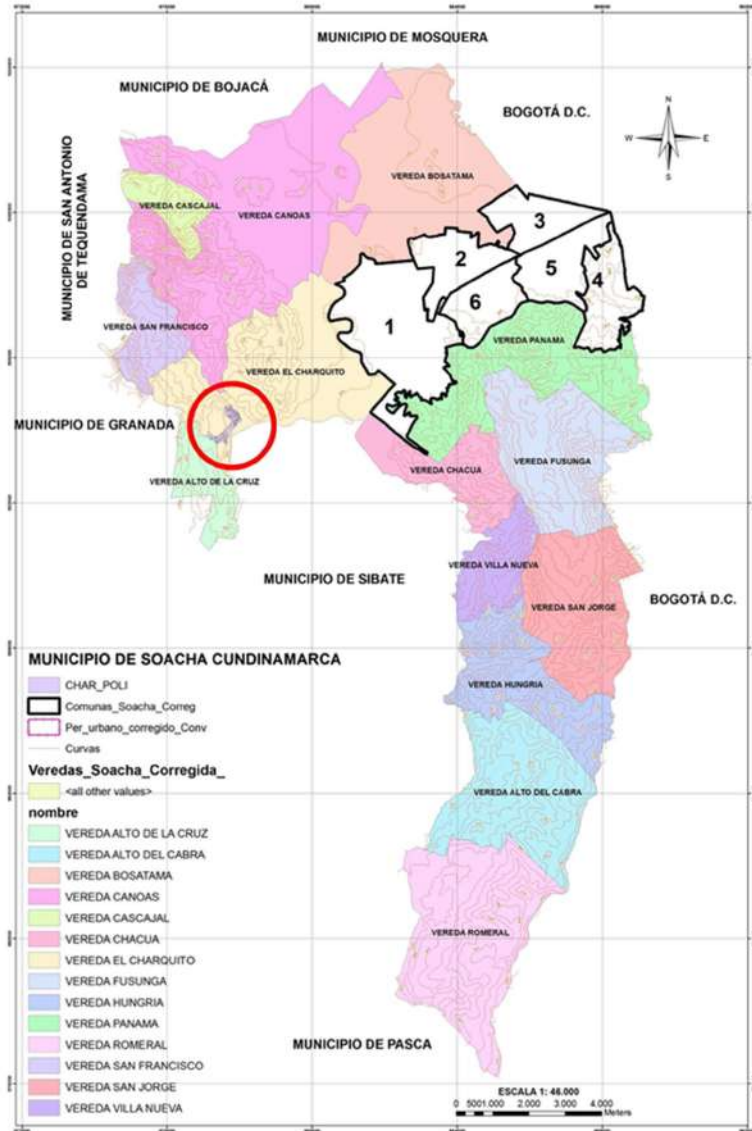 MUNICIPIO DE MOSQUERA
MUNICIPIO DE BOJACÁ
BOGOTÁ D.C.
N
W E
S
MUNICIPIO DE SAN ANTONIO
DE TEQUENDAMA
VEREDA BOSATAMA
VEREDA CASCAJAL
VEREDA CANOAS
3
2
5
4
6
1
VEREDA SAN FRANCISCO
VEREDA PANAMA
VEREDA EL CHARQUITO
MUNICIPIO DE GRANADA
VEREDA FUSUNGA
VEREDA CHACUA
VEREDA ALTO DE LA CRUZ
VEREDA VILLA NUEVA
MUNICIPIO DE SIBATE
BOGOTÁ D.C.
VEREDA SAN JORGE
VEREDA HUNGRIA
VEREDA ALTO DEL CABRA
VEREDA ROMERAL
MUNICIPIO DE PASCA
MUNICIPIO DE SOACHA CUNDINAMARCA
CHAR_POLI
Comunas_Soacha_Correg
Per_urbano_corregido_Conv
Curvas
Veredas_Soacha_Corregida_
<all other values>
nombre
VEREDA ALTO DE LA CRUZ
VEREDA ALTO DEL CABRA
VEREDA BOSATAMA
VEREDA CANOAS
VEREDA CASCAJAL
VEREDA CHACUA
VEREDA EL CHARQUITO
VEREDA FUSUNGA
VEREDA HUNGRIA
VEREDA PANAMA
VEREDA ROMERAL
VEREDA SAN FRANCISCO
VEREDA SAN JORGE
VEREDA VILLA NUEVA
ESCALA 1: 46.000
0 5001.000 2.000 3.000 4.000
Meters